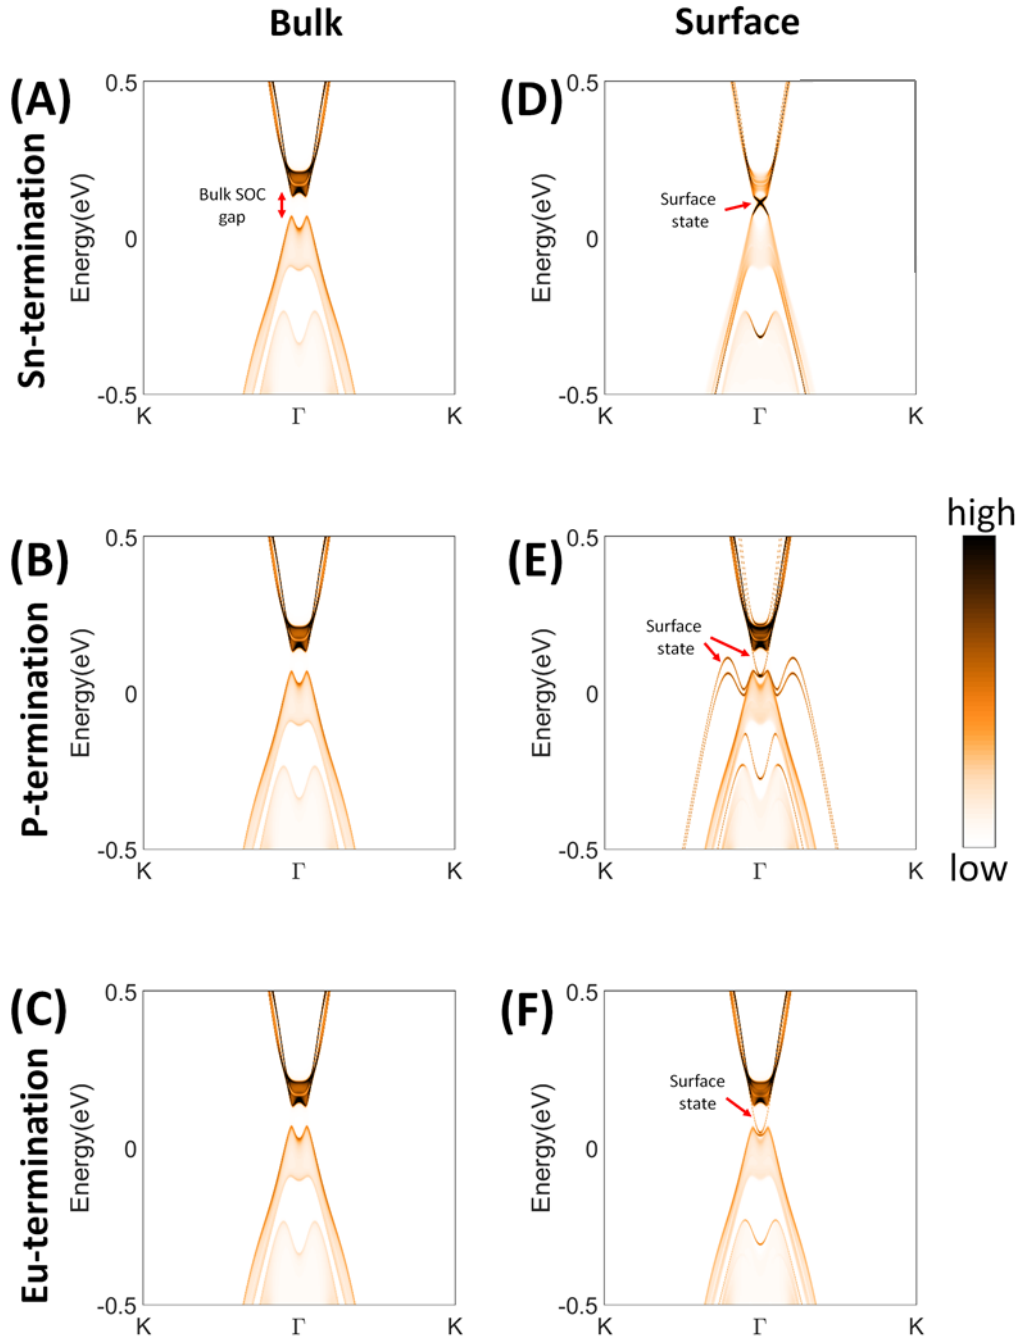 Bulk
Surface
(A)
Sn-termination
Energy(eV)
0.5
0
-0.5
K
Γ
K
Bulk SOC
gap
(D)
Energy(eV)
0.5
0
-0.5
K
Γ
K
Surface
state
(B)
P-termination
Energy(eV)
0.5
0
-0.5
K
Γ
K
(E)
Energy(eV)
0.5
0
-0.5
K
Γ
K
Surface
state
high
low
(C)
Eu-termination
Energy(eV)
0.5
0
-0.5
K
Γ
K
(F)
Energy(eV)
0.5
0
-0.5
K
Γ
K
Surface
state